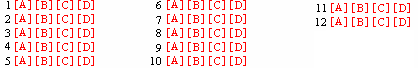 1 [A][B][C][D]
2 [A][B][C][D]
3 [A][B][C][D]
4 [A][B][C][D]
5 [A][B][C][D]
6 [A][B][C][D]
7 [A][B][C][D]
8 [A][B][C][D]
9 [A][B][C][D]
10 [A][B][C][D]
11 [A][B][C][D]
12 [A][B][C][D]